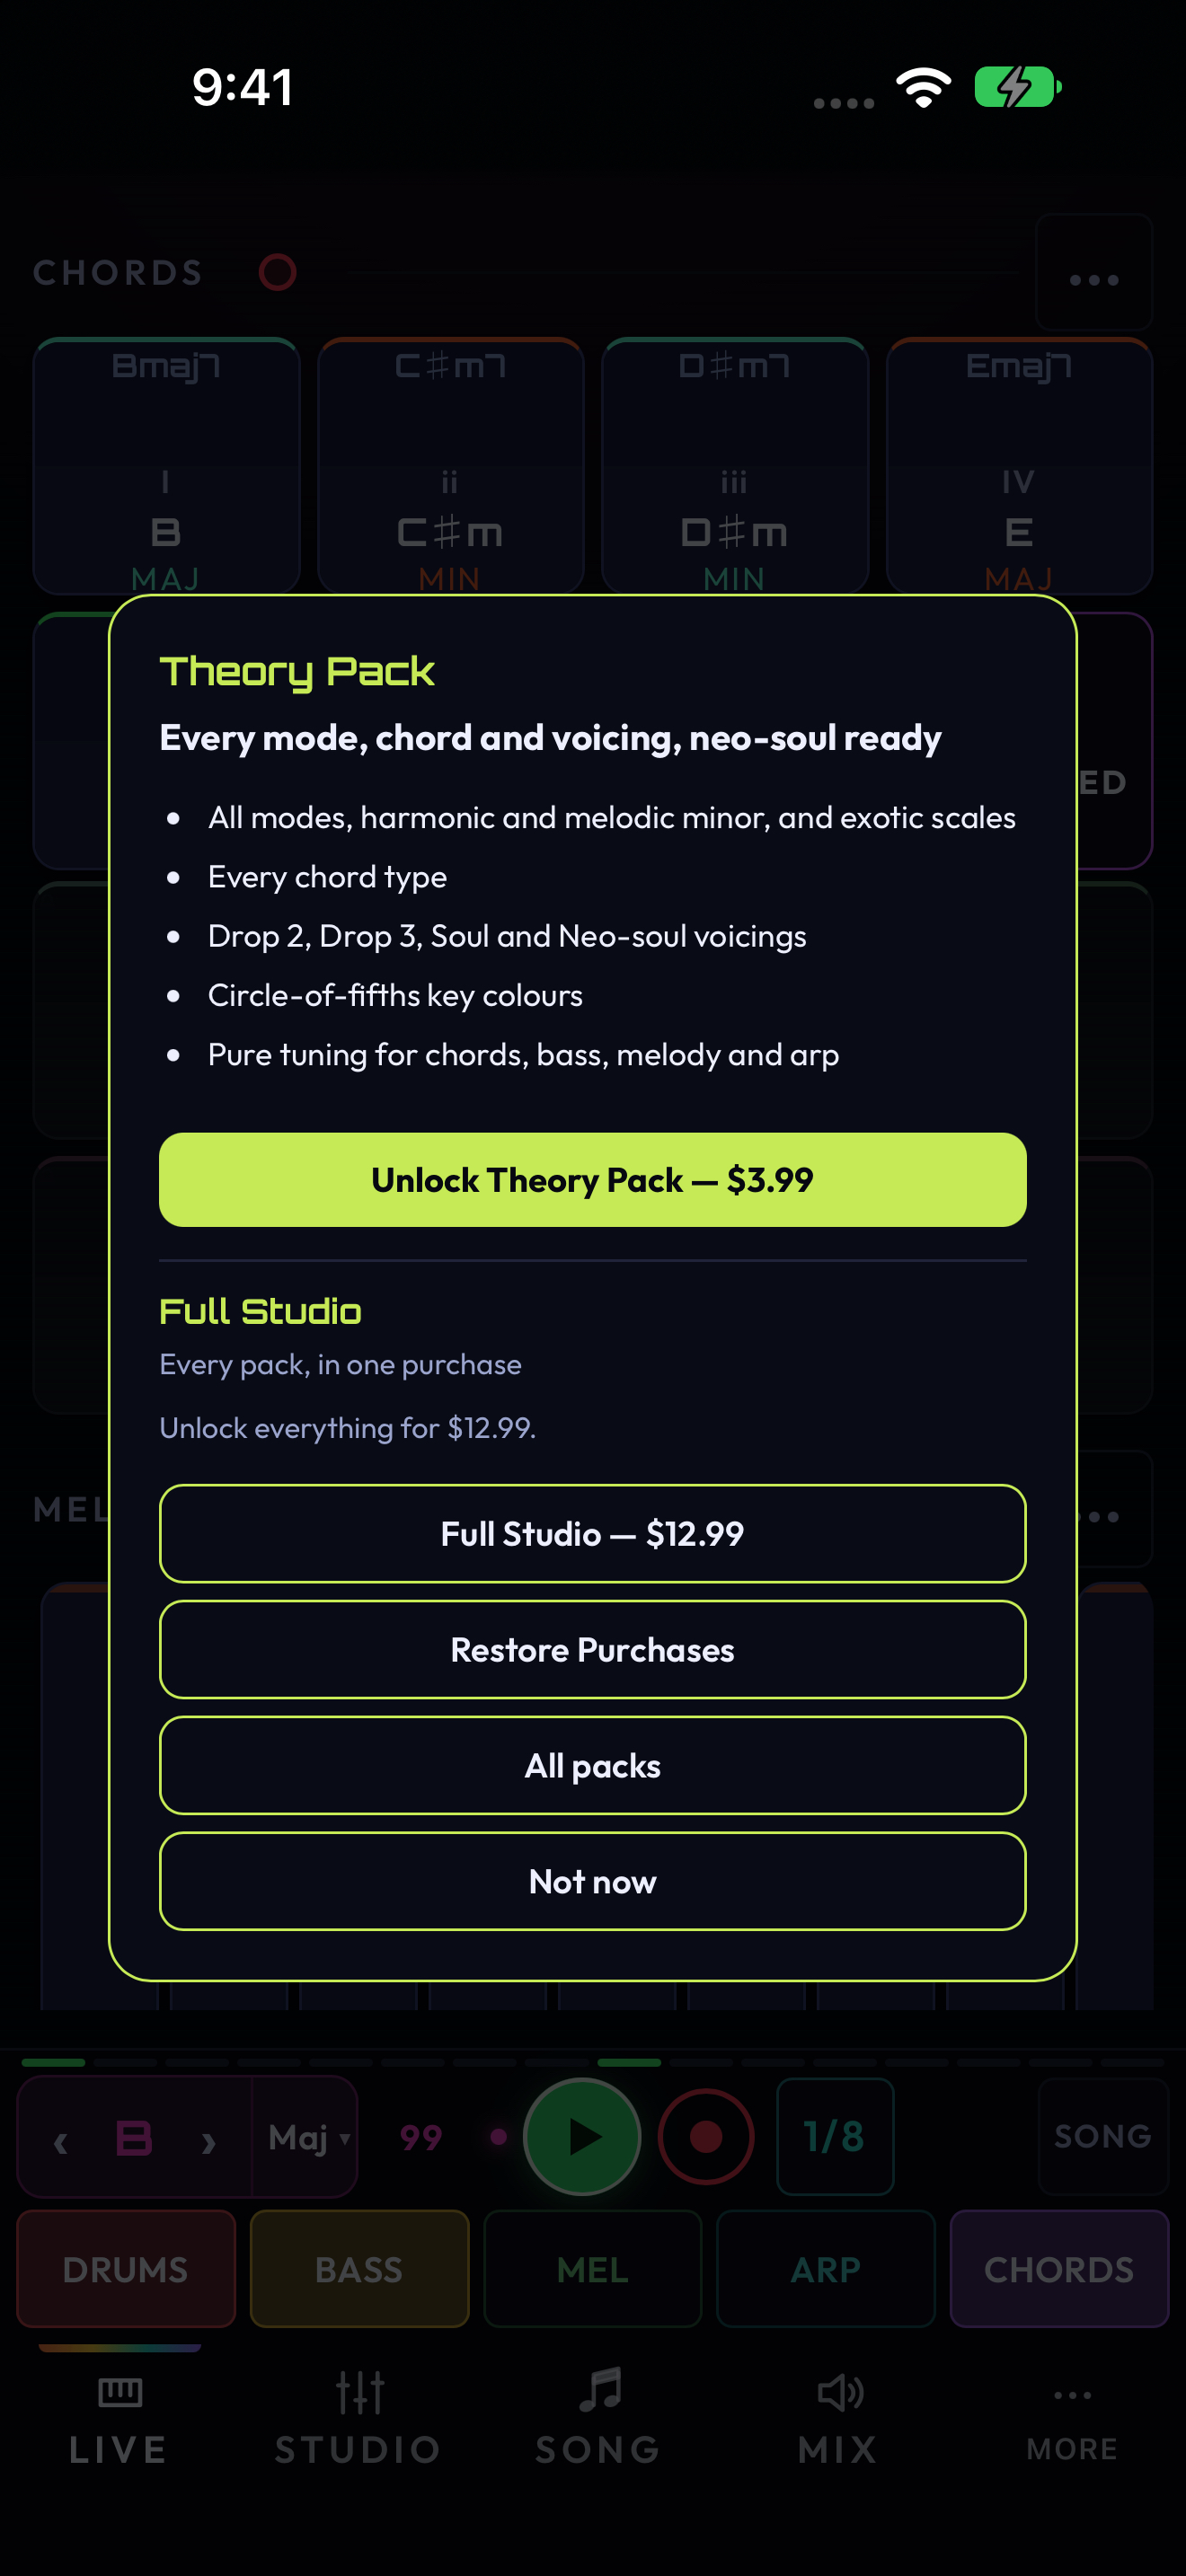 9:41
CHORDS
...
Bmaj7 C♯m7 D♯m7 Emaj7
I ii iii IV
B C♯m D♯m E
MAJ MIN MIN MAJ
Theory Pack
Every mode, chord and voicing, neo-soul ready
ED
• All modes, harmonic and melodic minor, and exotic scales
• Every chord type
• Drop 2, Drop 3, Soul and Neo-soul voicings
• Circle-of-fifths key colours
• Pure tuning for chords, bass, melody and arp
Unlock Theory Pack — $3.99
Full Studio
Every pack, in one purchase
Unlock everything for $12.99.
MEL
...
Full Studio — $12.99
Restore Purchases
All packs
Not now
‹ B › Maj ▾ 99 1/8 SONG
DRUMS BASS MEL ARP CHORDS
LIVE STUDIO SONG MIX MORE